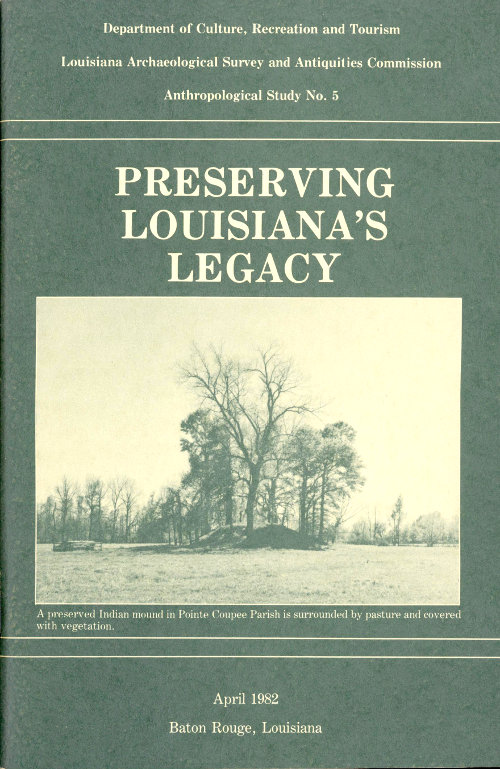 Department of Culture, Recreation and Tourism
Louisiana Archaeological Survey and Antiquities Commission
Anthropological Study No. 5
PRESERVING
LOUISIANA'S
LEGACY
A preserved Indian mound in Pointe Coupee Parish is surrounded by pasture and covered
with vegetation.
April 1982
Baton Rouge, Louisiana